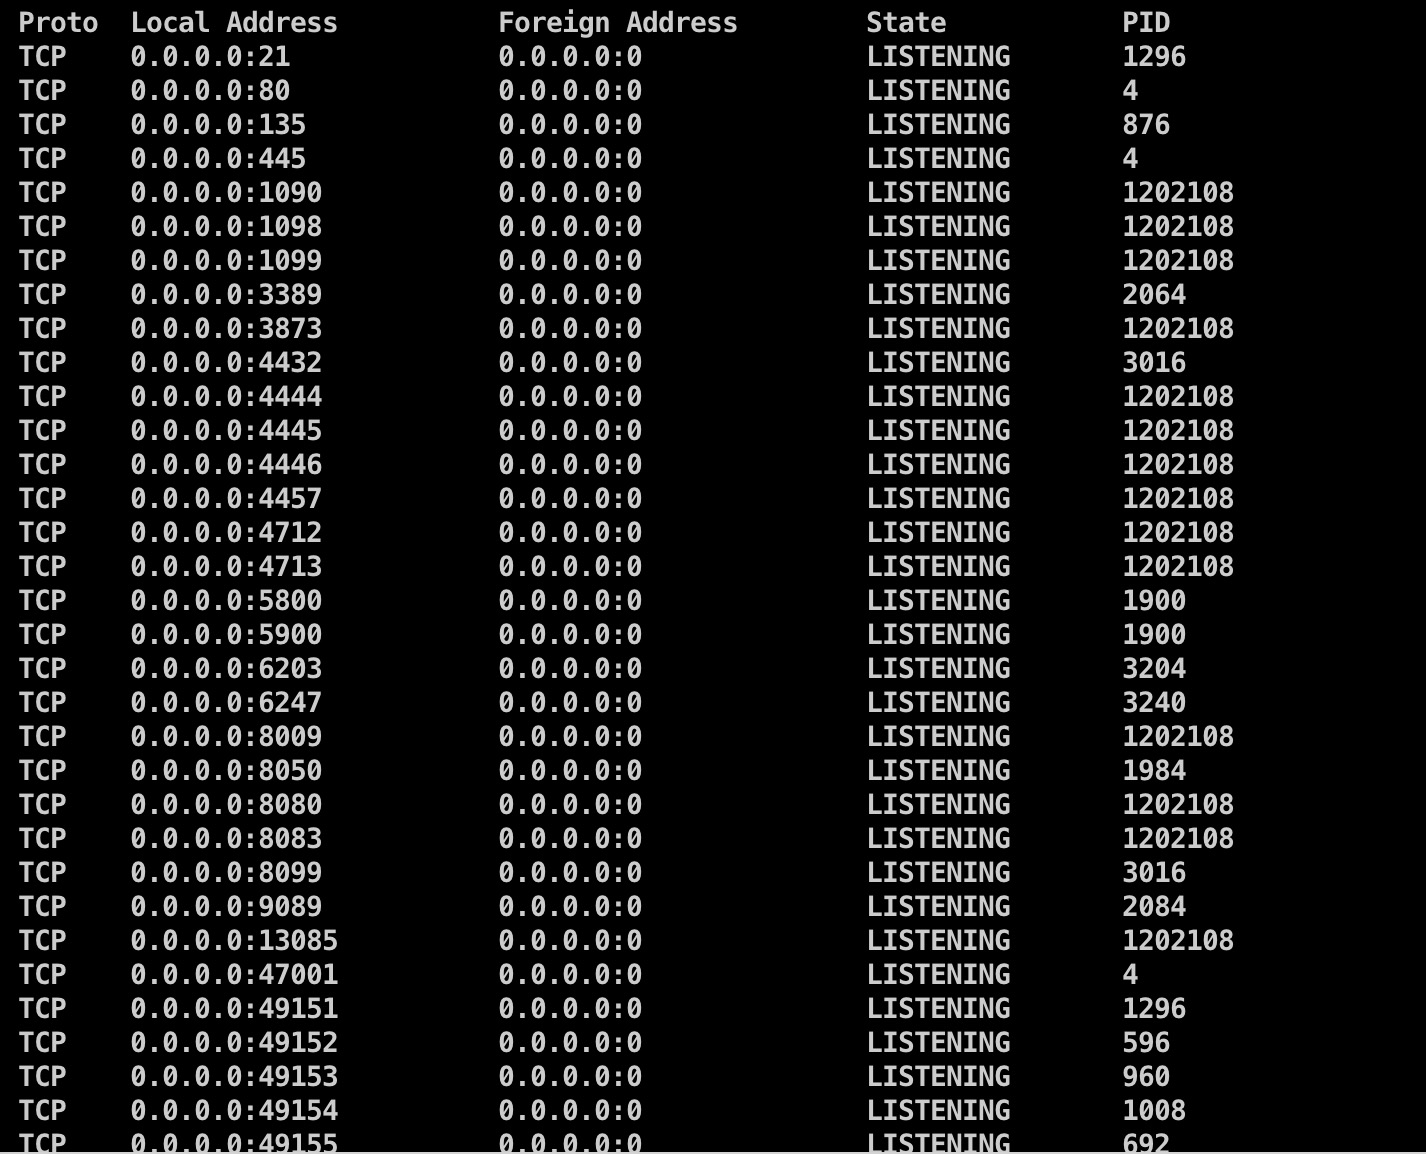 Proto  Local Address          Foreign Address        State           PID
TCP    0.0.0.0:21             0.0.0.0:0              LISTENING       1296
TCP    0.0.0.0:80             0.0.0.0:0              LISTENING       4
TCP    0.0.0.0:135            0.0.0.0:0              LISTENING       876
TCP    0.0.0.0:445            0.0.0.0:0              LISTENING       4
TCP    0.0.0.0:1090           0.0.0.0:0              LISTENING       1202108
TCP    0.0.0.0:1098           0.0.0.0:0              LISTENING       1202108
TCP    0.0.0.0:1099           0.0.0.0:0              LISTENING       1202108
TCP    0.0.0.0:3389           0.0.0.0:0              LISTENING       2064
TCP    0.0.0.0:3873           0.0.0.0:0              LISTENING       1202108
TCP    0.0.0.0:4432           0.0.0.0:0              LISTENING       3016
TCP    0.0.0.0:4444           0.0.0.0:0              LISTENING       1202108
TCP    0.0.0.0:4445           0.0.0.0:0              LISTENING       1202108
TCP    0.0.0.0:4446           0.0.0.0:0              LISTENING       1202108
TCP    0.0.0.0:4457           0.0.0.0:0              LISTENING       1202108
TCP    0.0.0.0:4712           0.0.0.0:0              LISTENING       1202108
TCP    0.0.0.0:4713           0.0.0.0:0              LISTENING       1202108
TCP    0.0.0.0:5800           0.0.0.0:0              LISTENING       1900
TCP    0.0.0.0:5900           0.0.0.0:0              LISTENING       1900
TCP    0.0.0.0:6203           0.0.0.0:0              LISTENING       3204
TCP    0.0.0.0:6247           0.0.0.0:0              LISTENING       3240
TCP    0.0.0.0:8009           0.0.0.0:0              LISTENING       1202108
TCP    0.0.0.0:8050           0.0.0.0:0              LISTENING       1984
TCP    0.0.0.0:8080           0.0.0.0:0              LISTENING       1202108
TCP    0.0.0.0:8083           0.0.0.0:0              LISTENING       1202108
TCP    0.0.0.0:8099           0.0.0.0:0              LISTENING       3016
TCP    0.0.0.0:9089           0.0.0.0:0              LISTENING       2084
TCP    0.0.0.0:13085          0.0.0.0:0              LISTENING       1202108
TCP    0.0.0.0:47001          0.0.0.0:0              LISTENING       4
TCP    0.0.0.0:49151          0.0.0.0:0              LISTENING       1296
TCP    0.0.0.0:49152          0.0.0.0:0              LISTENING       596
TCP    0.0.0.0:49153          0.0.0.0:0              LISTENING       960
TCP    0.0.0.0:49154          0.0.0.0:0              LISTENING       1008
TCP    0.0.0.0:49155          0.0.0.0:0              LISTENING       692